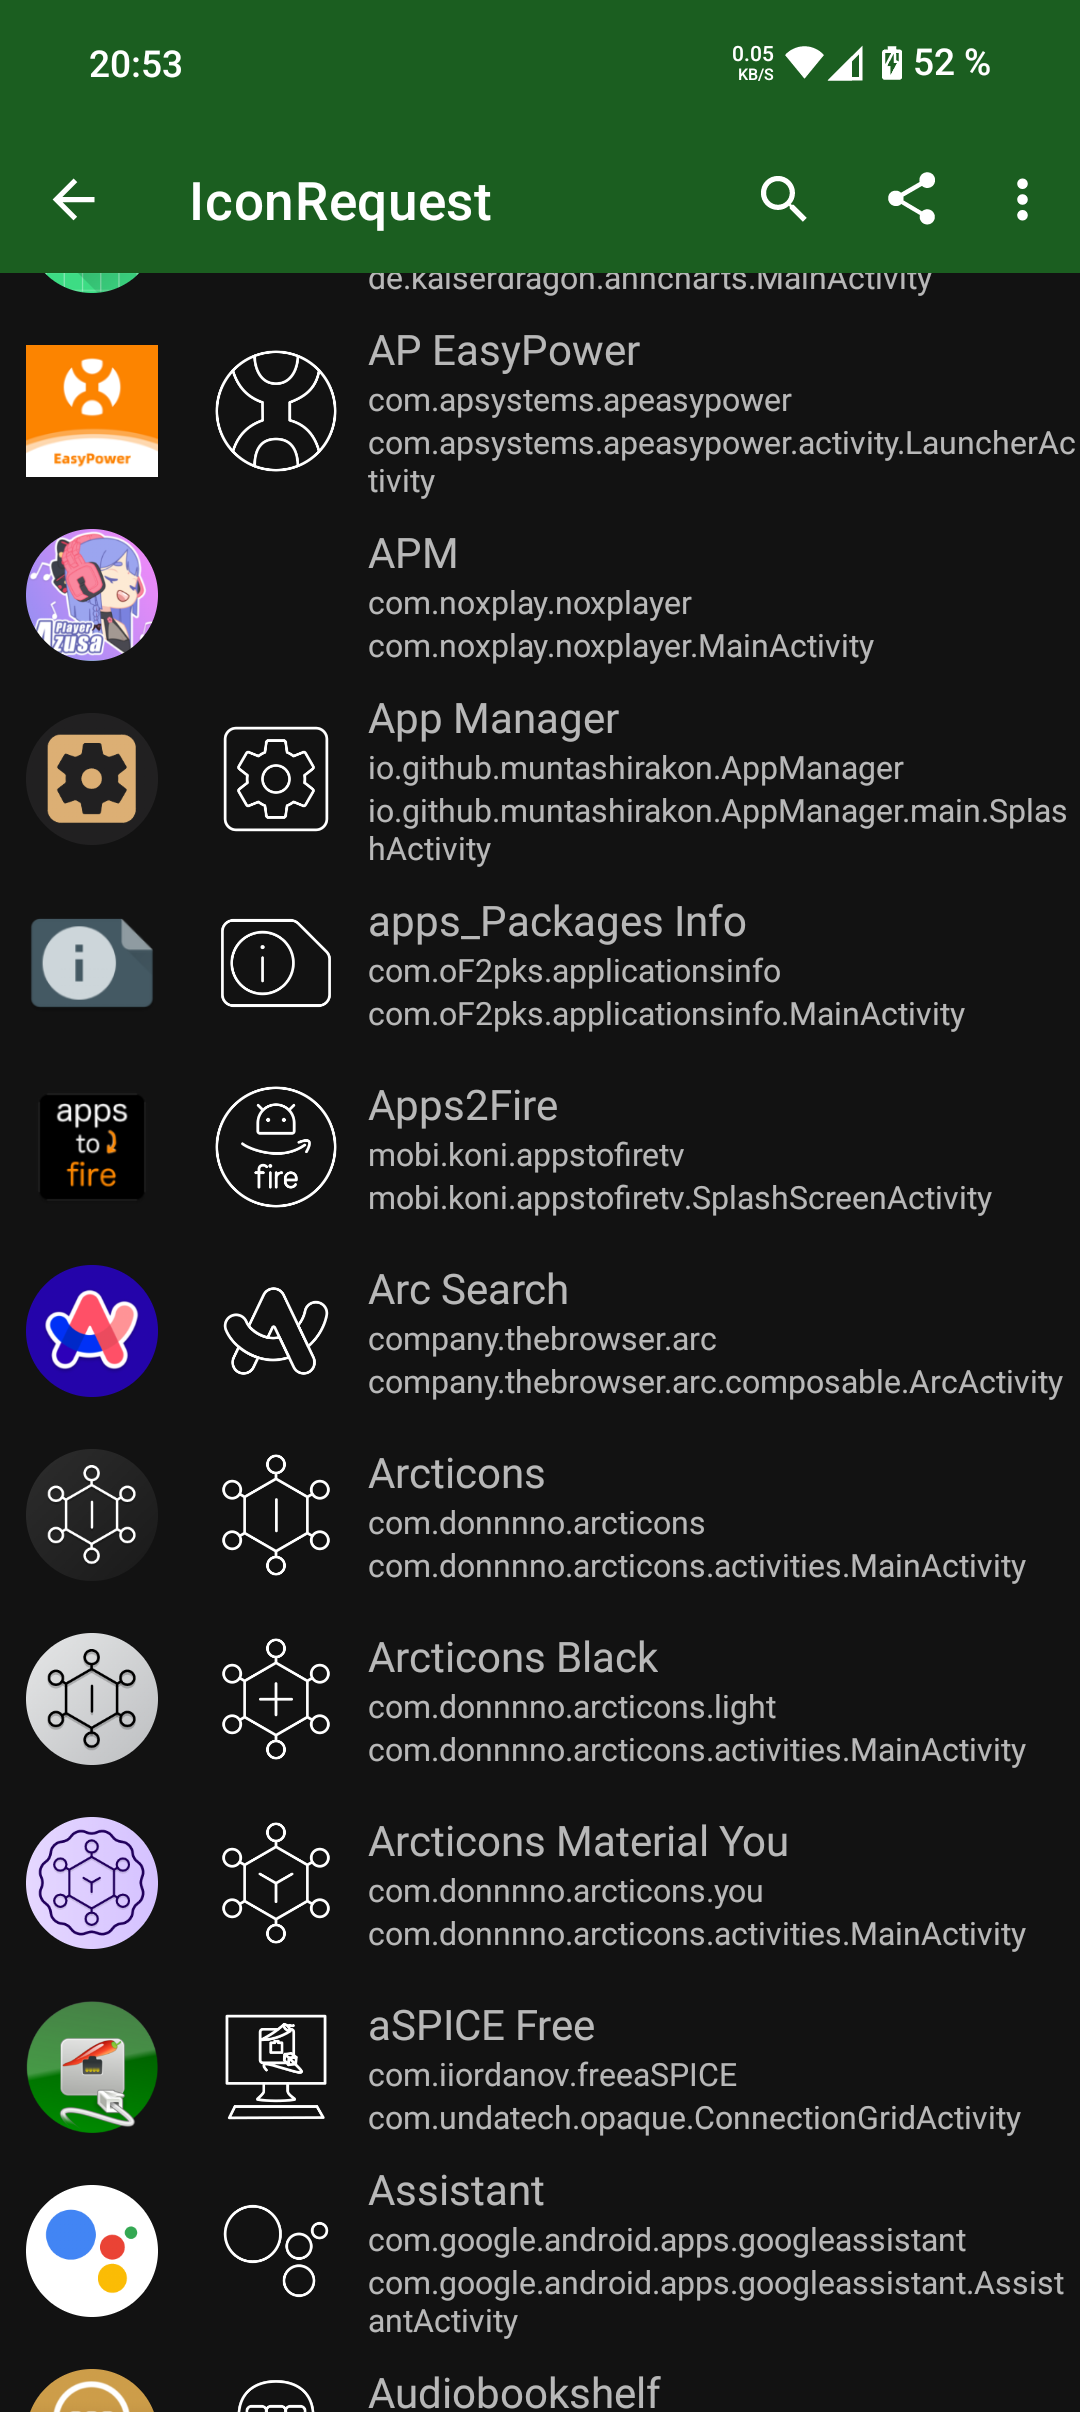 20:53
0.05
KB/S
52 %
IconRequest
de.kaiserdragon.anncharts.MainActivity
AP EasyPower
com.apsystems.apeasypower
com.apsystems.apeasypower.activity.LauncherAc
tivity
EasyPower
APM
com.noxplay.noxplayer
com.noxplay.noxplayer.MainActivity
Player
Azusa
App Manager
io.github.muntashirakon.AppManager
io.github.muntashirakon.AppManager.main.Splas
hActivity
apps_Packages Info
com.oF2pks.applicationsinfo
com.oF2pks.applicationsinfo.MainActivity
apps
to
fire
fire
Apps2Fire
mobi.koni.appstofiretv
mobi.koni.appstofiretv.SplashScreenActivity
Arc Search
company.thebrowser.arc
company.thebrowser.arc.composable.ArcActivity
Arcticons
com.donnnno.arcticons
com.donnnno.arcticons.activities.MainActivity
Arcticons Black
com.donnnno.arcticons.light
com.donnnno.arcticons.activities.MainActivity
Arcticons Material You
com.donnnno.arcticons.you
com.donnnno.arcticons.activities.MainActivity
aSPICE Free
com.iiordanov.freeaSPICE
com.undatech.opaque.ConnectionGridActivity
Assistant
com.google.android.apps.googleassistant
com.google.android.apps.googleassistant.Assist
antActivity
Audiobookshelf